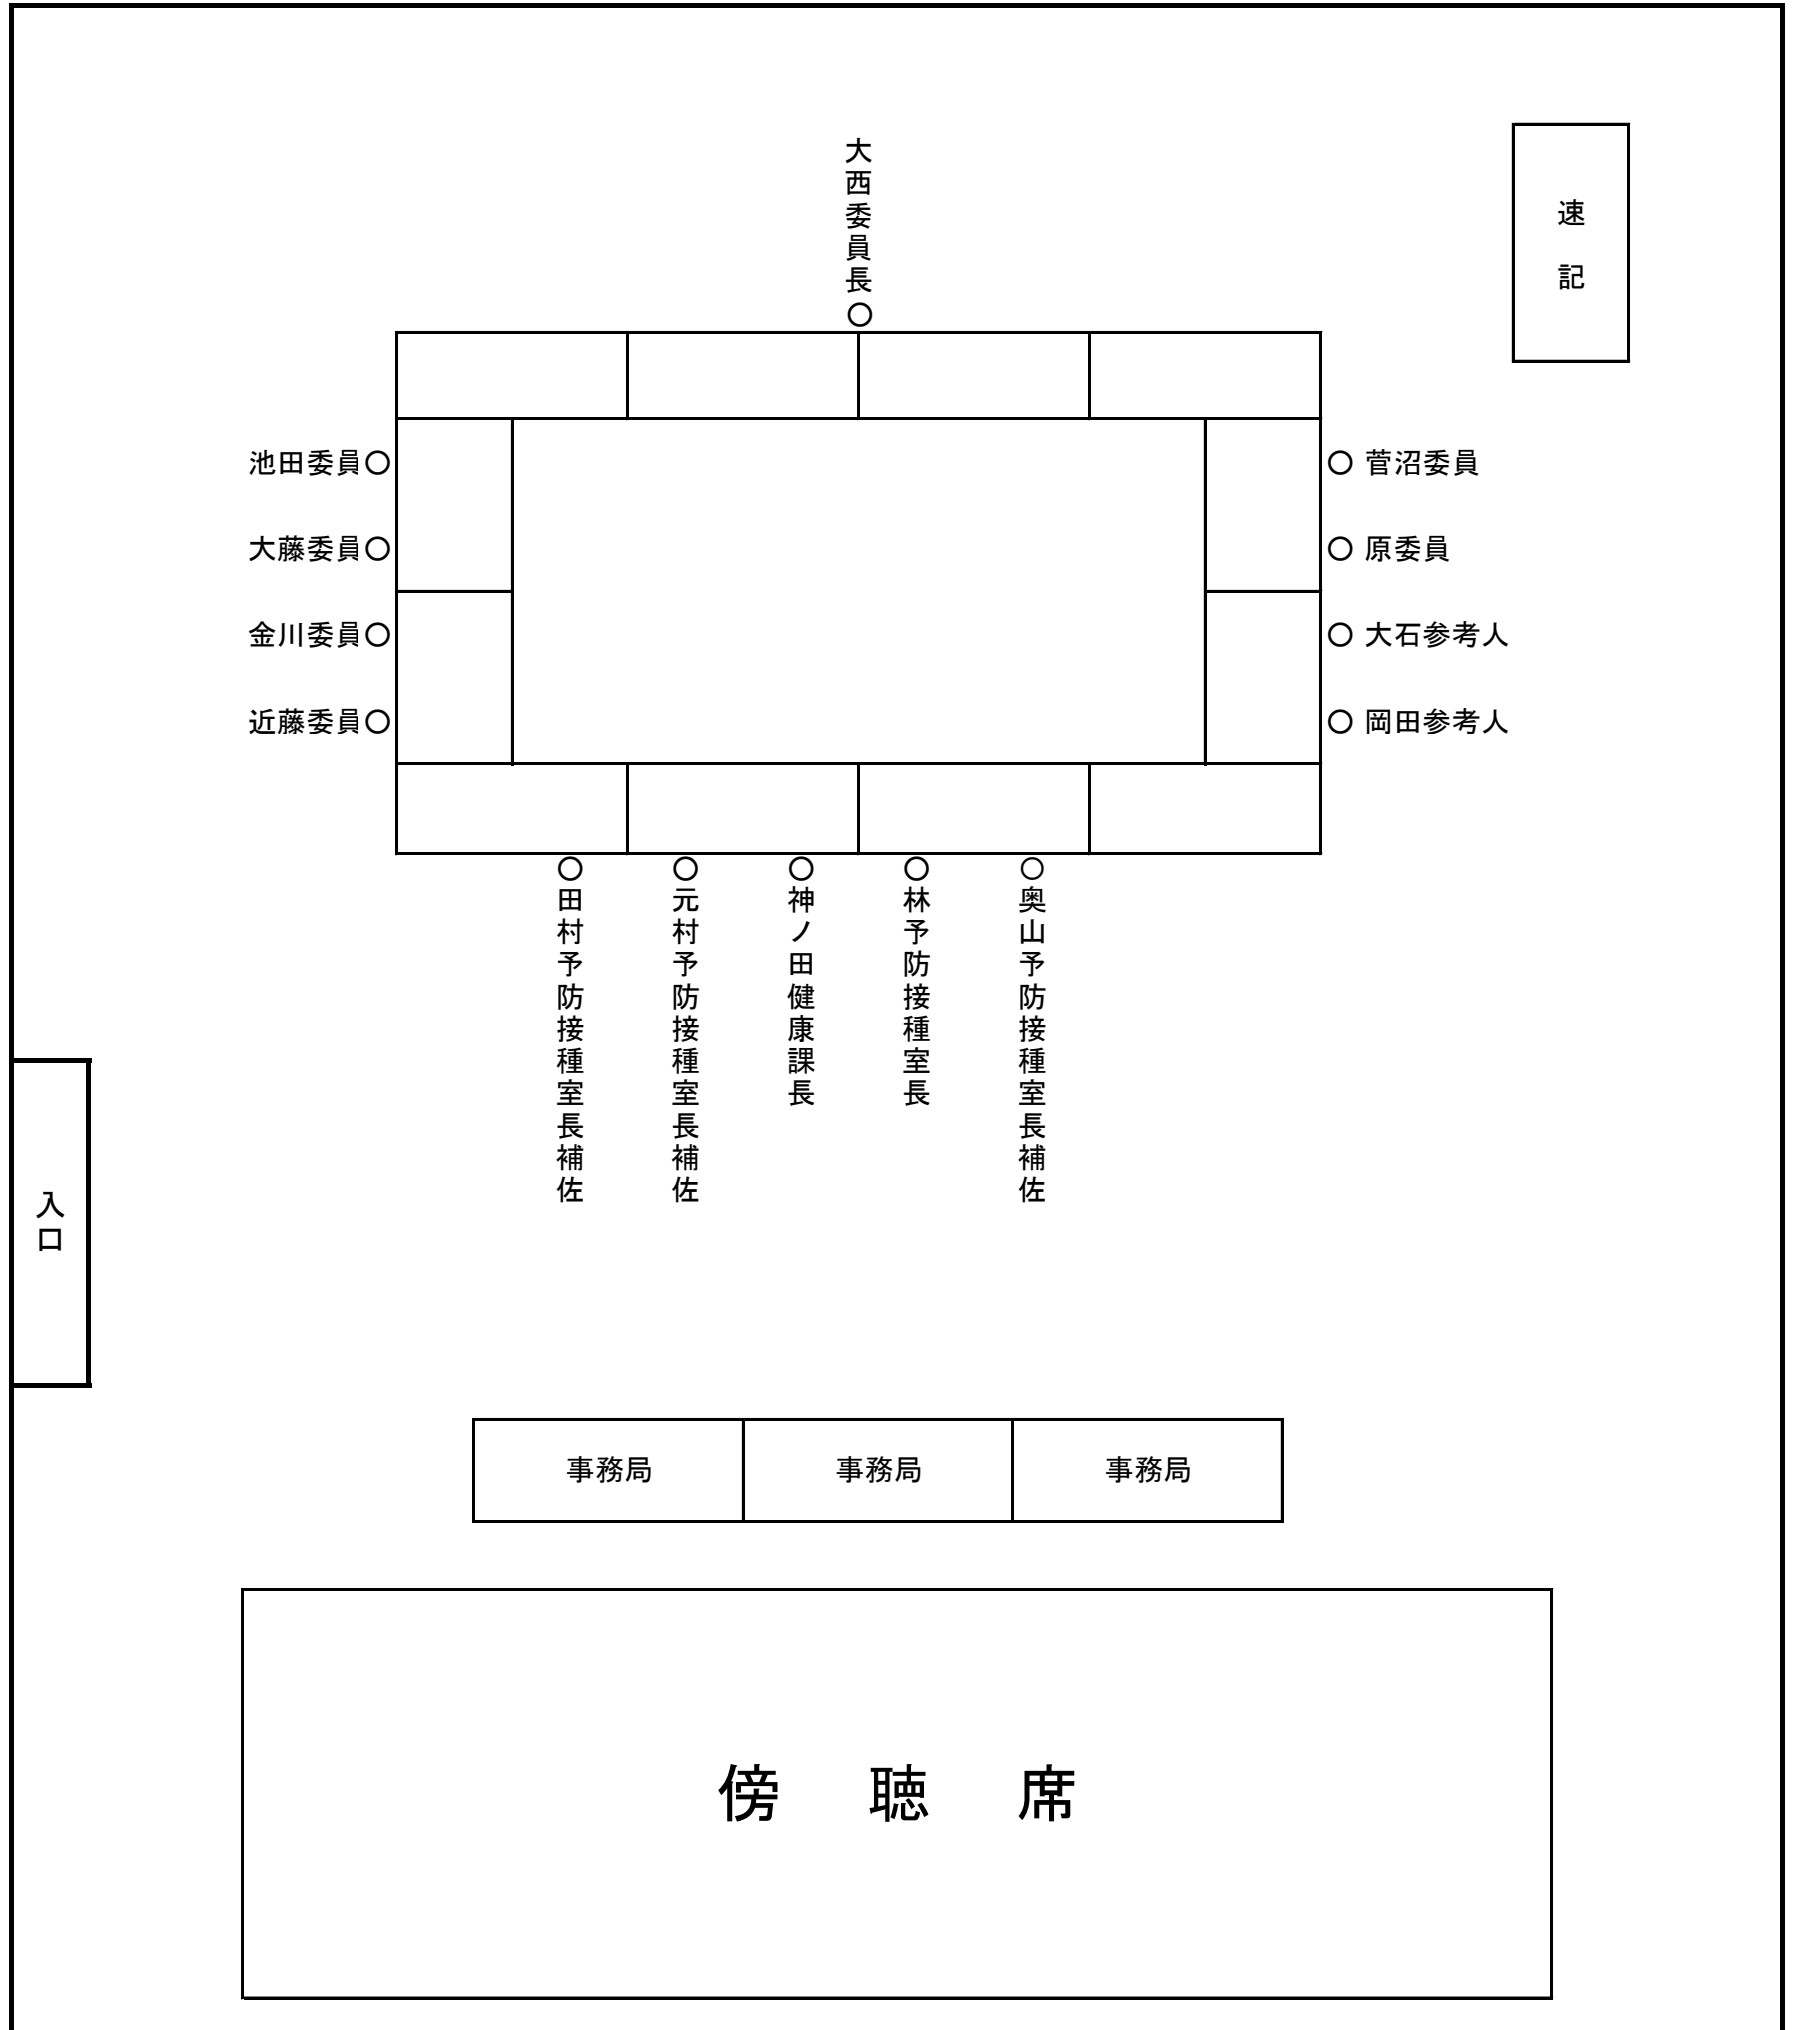 大西委員長○
速記
池田委員○
○ 菅沼委員
大藤委員○
○ 原委員
金川委員○
○ 大石参考人
近藤委員○
○ 岡田参考人
○田村予防接種室長補佐
○元村予防接種室長補佐
○神ノ田健康課長
○林予防接種室長
○奥山予防接種室長補佐
入口
事務局
事務局
事務局
傍 聴 席